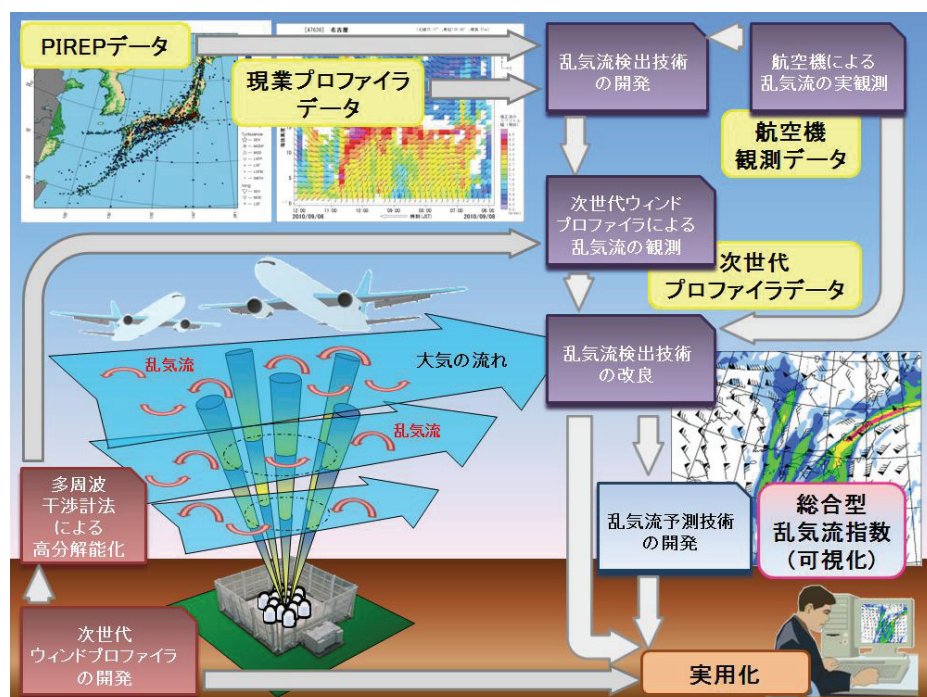 PIREPデータ
現業プロファイラ
データ
[47636] 名古屋
乱気流検出技術
の開発
航空機による
乱気流の実観測
航空機
観測データ
次世代ウィンド
プロファイラによる
乱気流の観測
次世代
プロファイラデータ
乱気流検出技術
の改良
乱気流
大気の流れ
乱気流
多周波
干渉計法
による
高分解能化
乱気流予測技術
の開発
総合型
乱気流指数
(可視化)
次世代
ウィンドプロファイラ
の開発
実用化